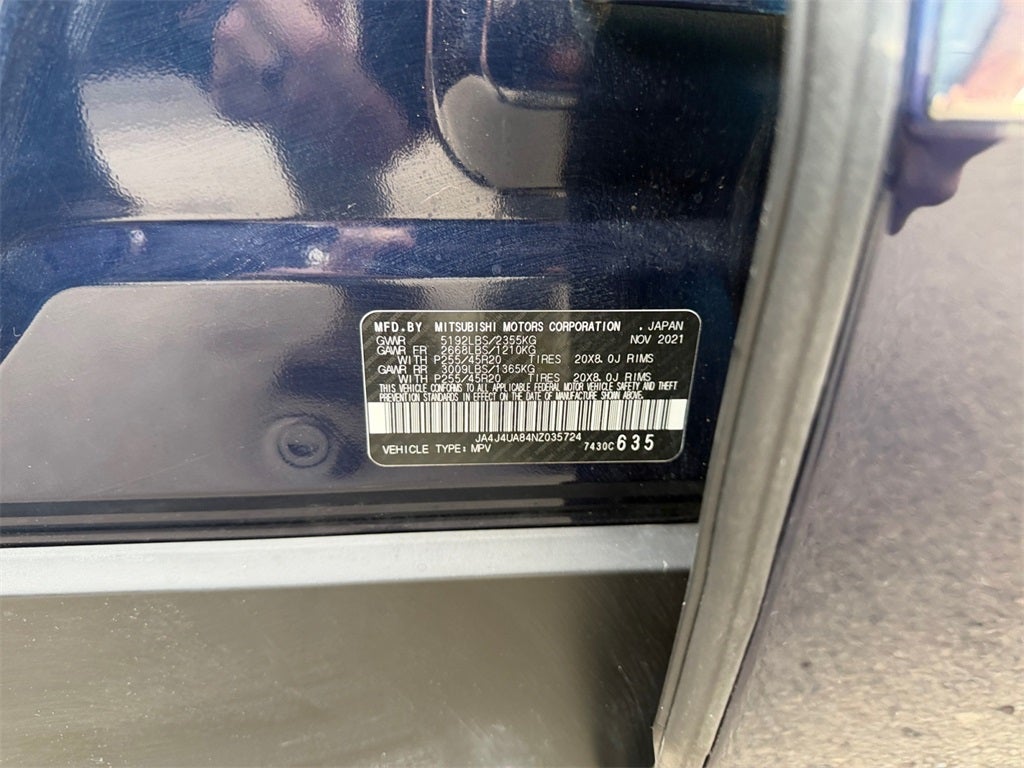 MFD.BY MITSUBISHI MOTORS CORPORATION , JAPAN
GVWR 5192LBS/2355KG NOV 2021
GAWR FR 2668LBS/1210KG
WITH P255/45R20 TIRES 20X8.0J RIMS
GAWR RR 3009LBS/1365KG
WITH P255/45R20 TIRES 20X8.0J RIMS
THIS VEHICLE CONFORMS TO ALL APPLICABLE FEDERAL MOTOR VEHICLE SAFETY AND THEFT
PREVENTION STANDARDS IN EFFECT ON THE DATE OF MANUFACTURE SHOWN ABOVE.
JA4J4UA84NZ035724
VEHICLE TYPE: MPV 7430C 635